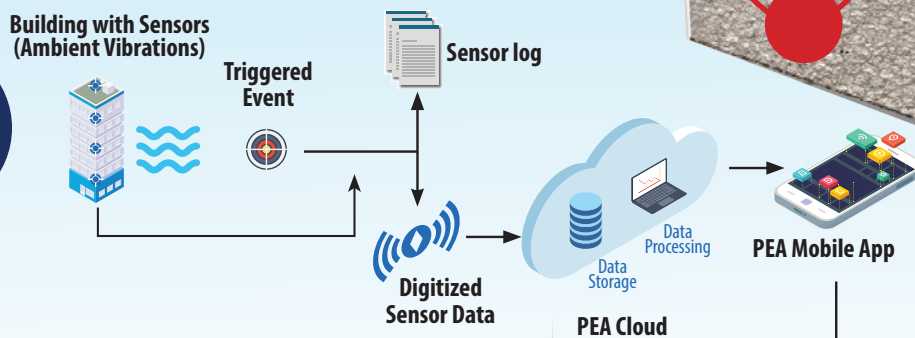 Building with Sensors
(Ambient Vibrations)
Triggered
Event
Sensor log
Digitized
Sensor Data
Data
Storage
Data
Processing
PEA Cloud
PEA Mobile App